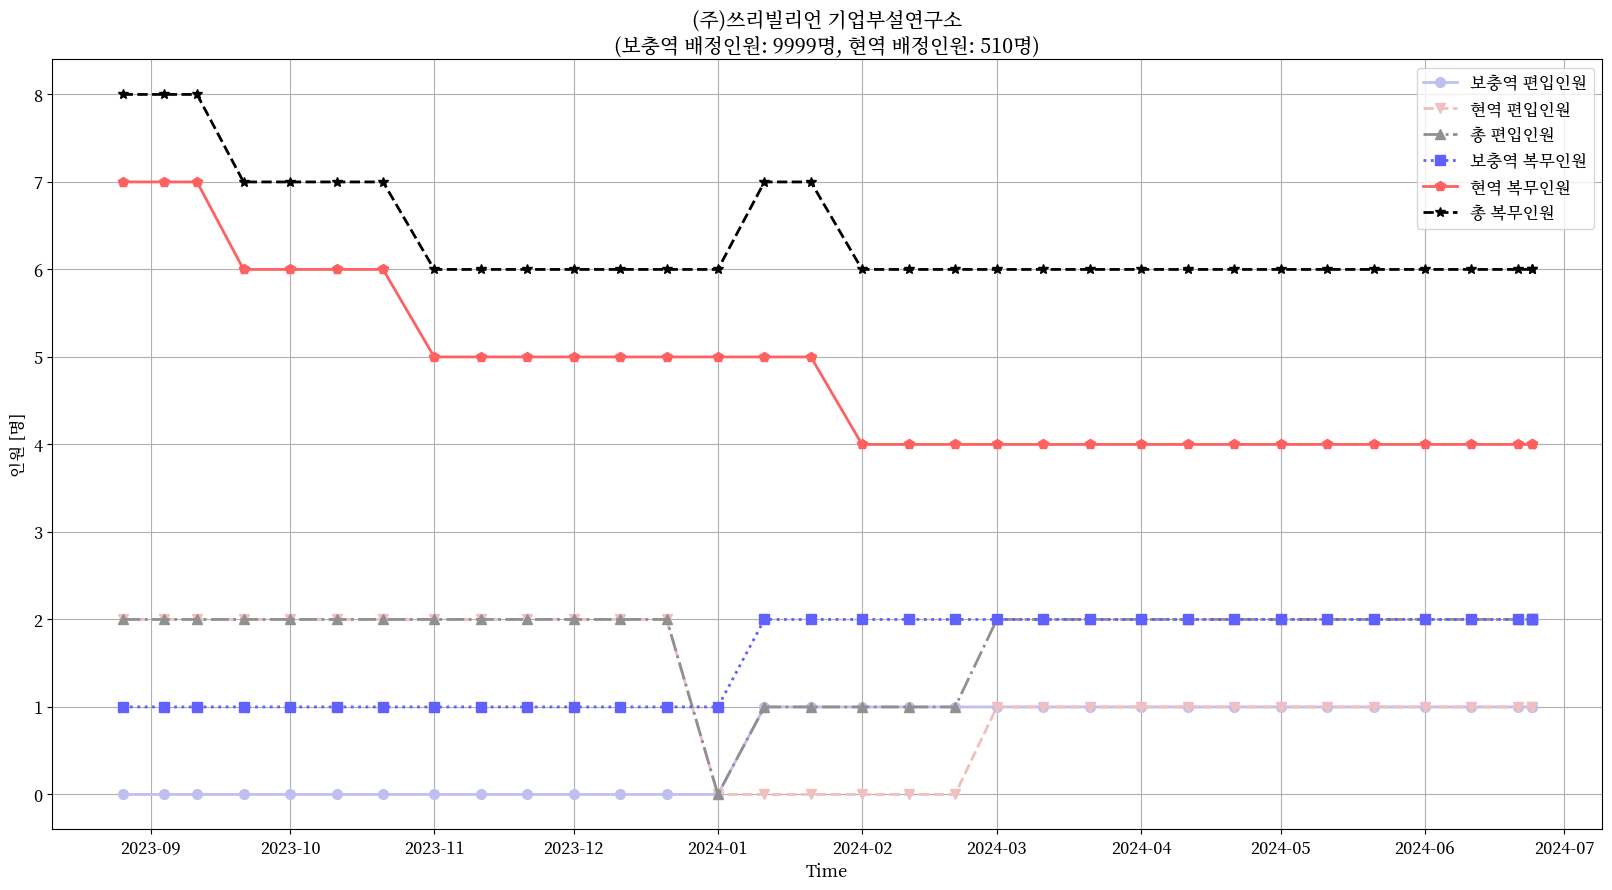 (주)쓰리빌리언 기업부설연구소
(보충역 배정인원: 9999명, 현역 배정인원: 510명)
보충역 편입인원
현역 편입인원
총 편입인원
보충역 복무인원
현역 복무인원
총 복무인원
인원 [명]
8
7
6
5
4
3
2
1
0
2023-09 2023-10 2023-11 2023-12 2024-01 2024-02 2024-03 2024-04 2024-05 2024-06 2024-07
Time